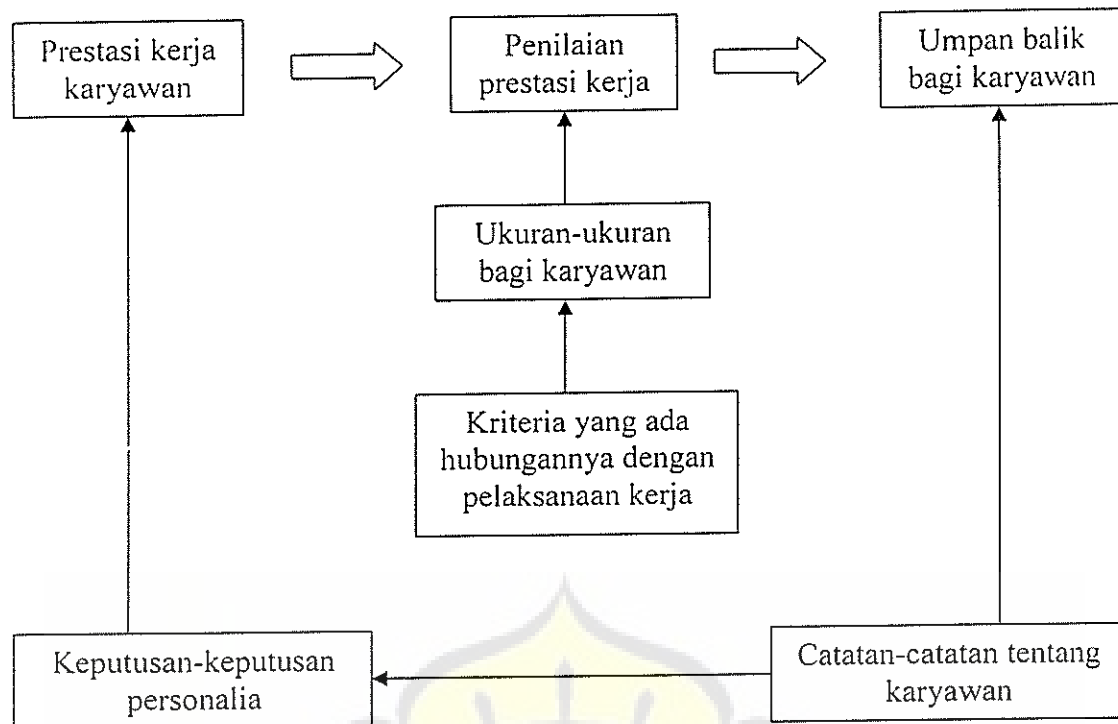 Prestasi kerja
karyawan
Penilaian
prestasi kerja
Umpan balik
bagi karyawan
Ukuran-ukuran
bagi karyawan
Kriteria yang ada
hubungannya dengan
pelaksanaan kerja
Keputusan-keputusan
personalia
Catatan-catatan tentang
karyawan